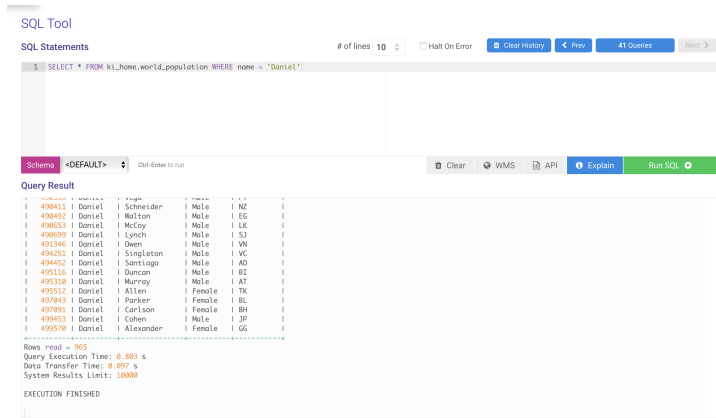 SQL Tool
SQL Statements
# of lines 10
Halt On Error
Clear History
Prev
41 Queries
Next
1 SELECT * FROM ki_home.world_population WHERE name = 'Daniel'
Schema
<DEFAULT>
Ctrl-Enter to run
Clear
WMS
API
Explain
Run SQL
Query Result
| 490411 | Daniel | Schneider | Male | NZ |
| 490492 | Daniel | Walton | Male | EG |
| 490653 | Daniel | McCoy | Male | LK |
| 490699 | Daniel | Lynch | Male | SJ |
| 491346 | Daniel | Owen | Male | VN |
| 494251 | Daniel | Singleton | Male | VC |
| 494452 | Daniel | Santiago | Male | AO |
| 495116 | Daniel | Duncan | Male | BI |
| 495310 | Daniel | Murray | Male | AT |
| 495512 | Daniel | Allen | Female | TK |
| 497043 | Daniel | Parker | Female | BL |
| 497091 | Daniel | Carlson | Female | BH |
| 499453 | Daniel | Cohen | Male | JP |
| 499570 | Daniel | Alexander | Female | GG |
+----------+----------+----------------+----------+------------+
Rows read = 965
Query Execution Time: 0.803 s
Data Transfer Time: 0.097 s
System Results Limit: 10000
EXECUTION FINISHED